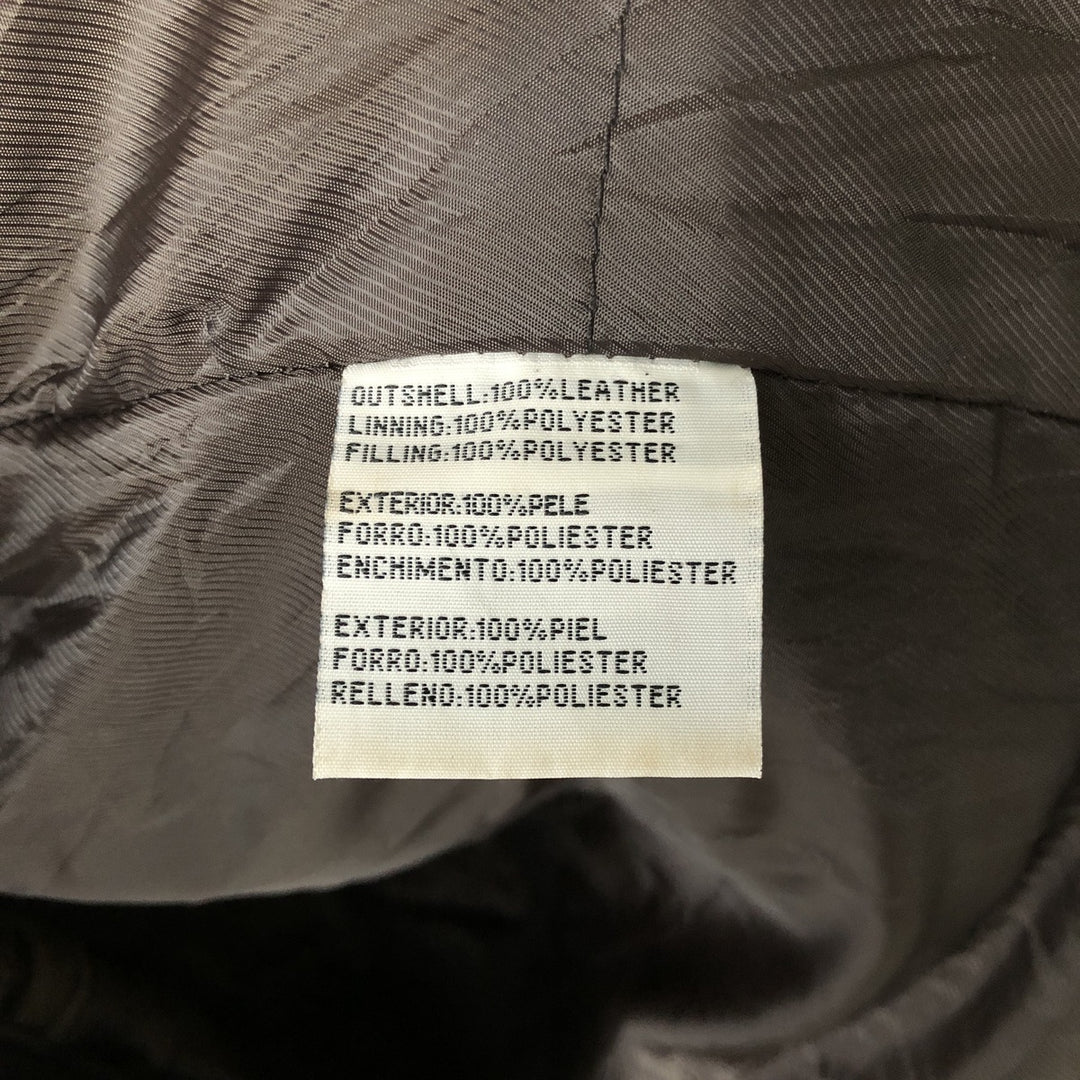 OUTSHELL:100%LEATHER
LINNING:100%POLYESTER
FILLING:100%POLYESTER
EXTERIOR:100%PELE
FORRO:100%POLIESTER
ENCHIMENTO:100%POLIESTER
EXTERIOR:100%PIEL
FORRO:100%POLIESTER
RELLENO:100%POLIESTER